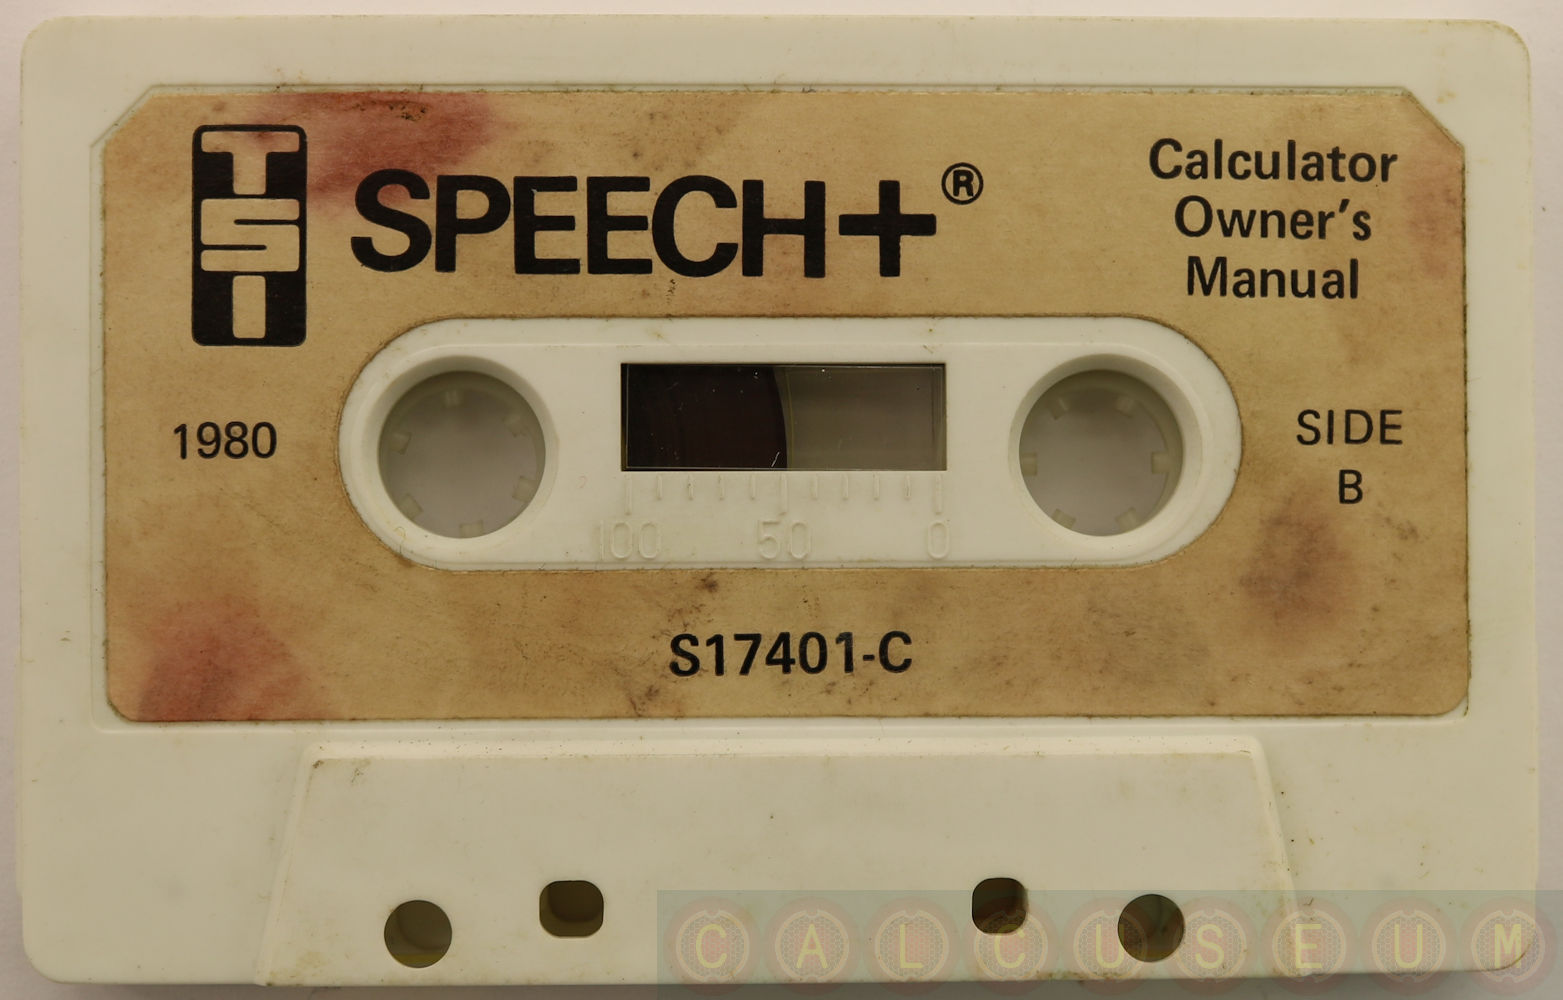 TSI
SPEECH+®
Calculator
Owner's
Manual
1980
SIDE
B
100 50 0
S17401-C
CALCUSEUM